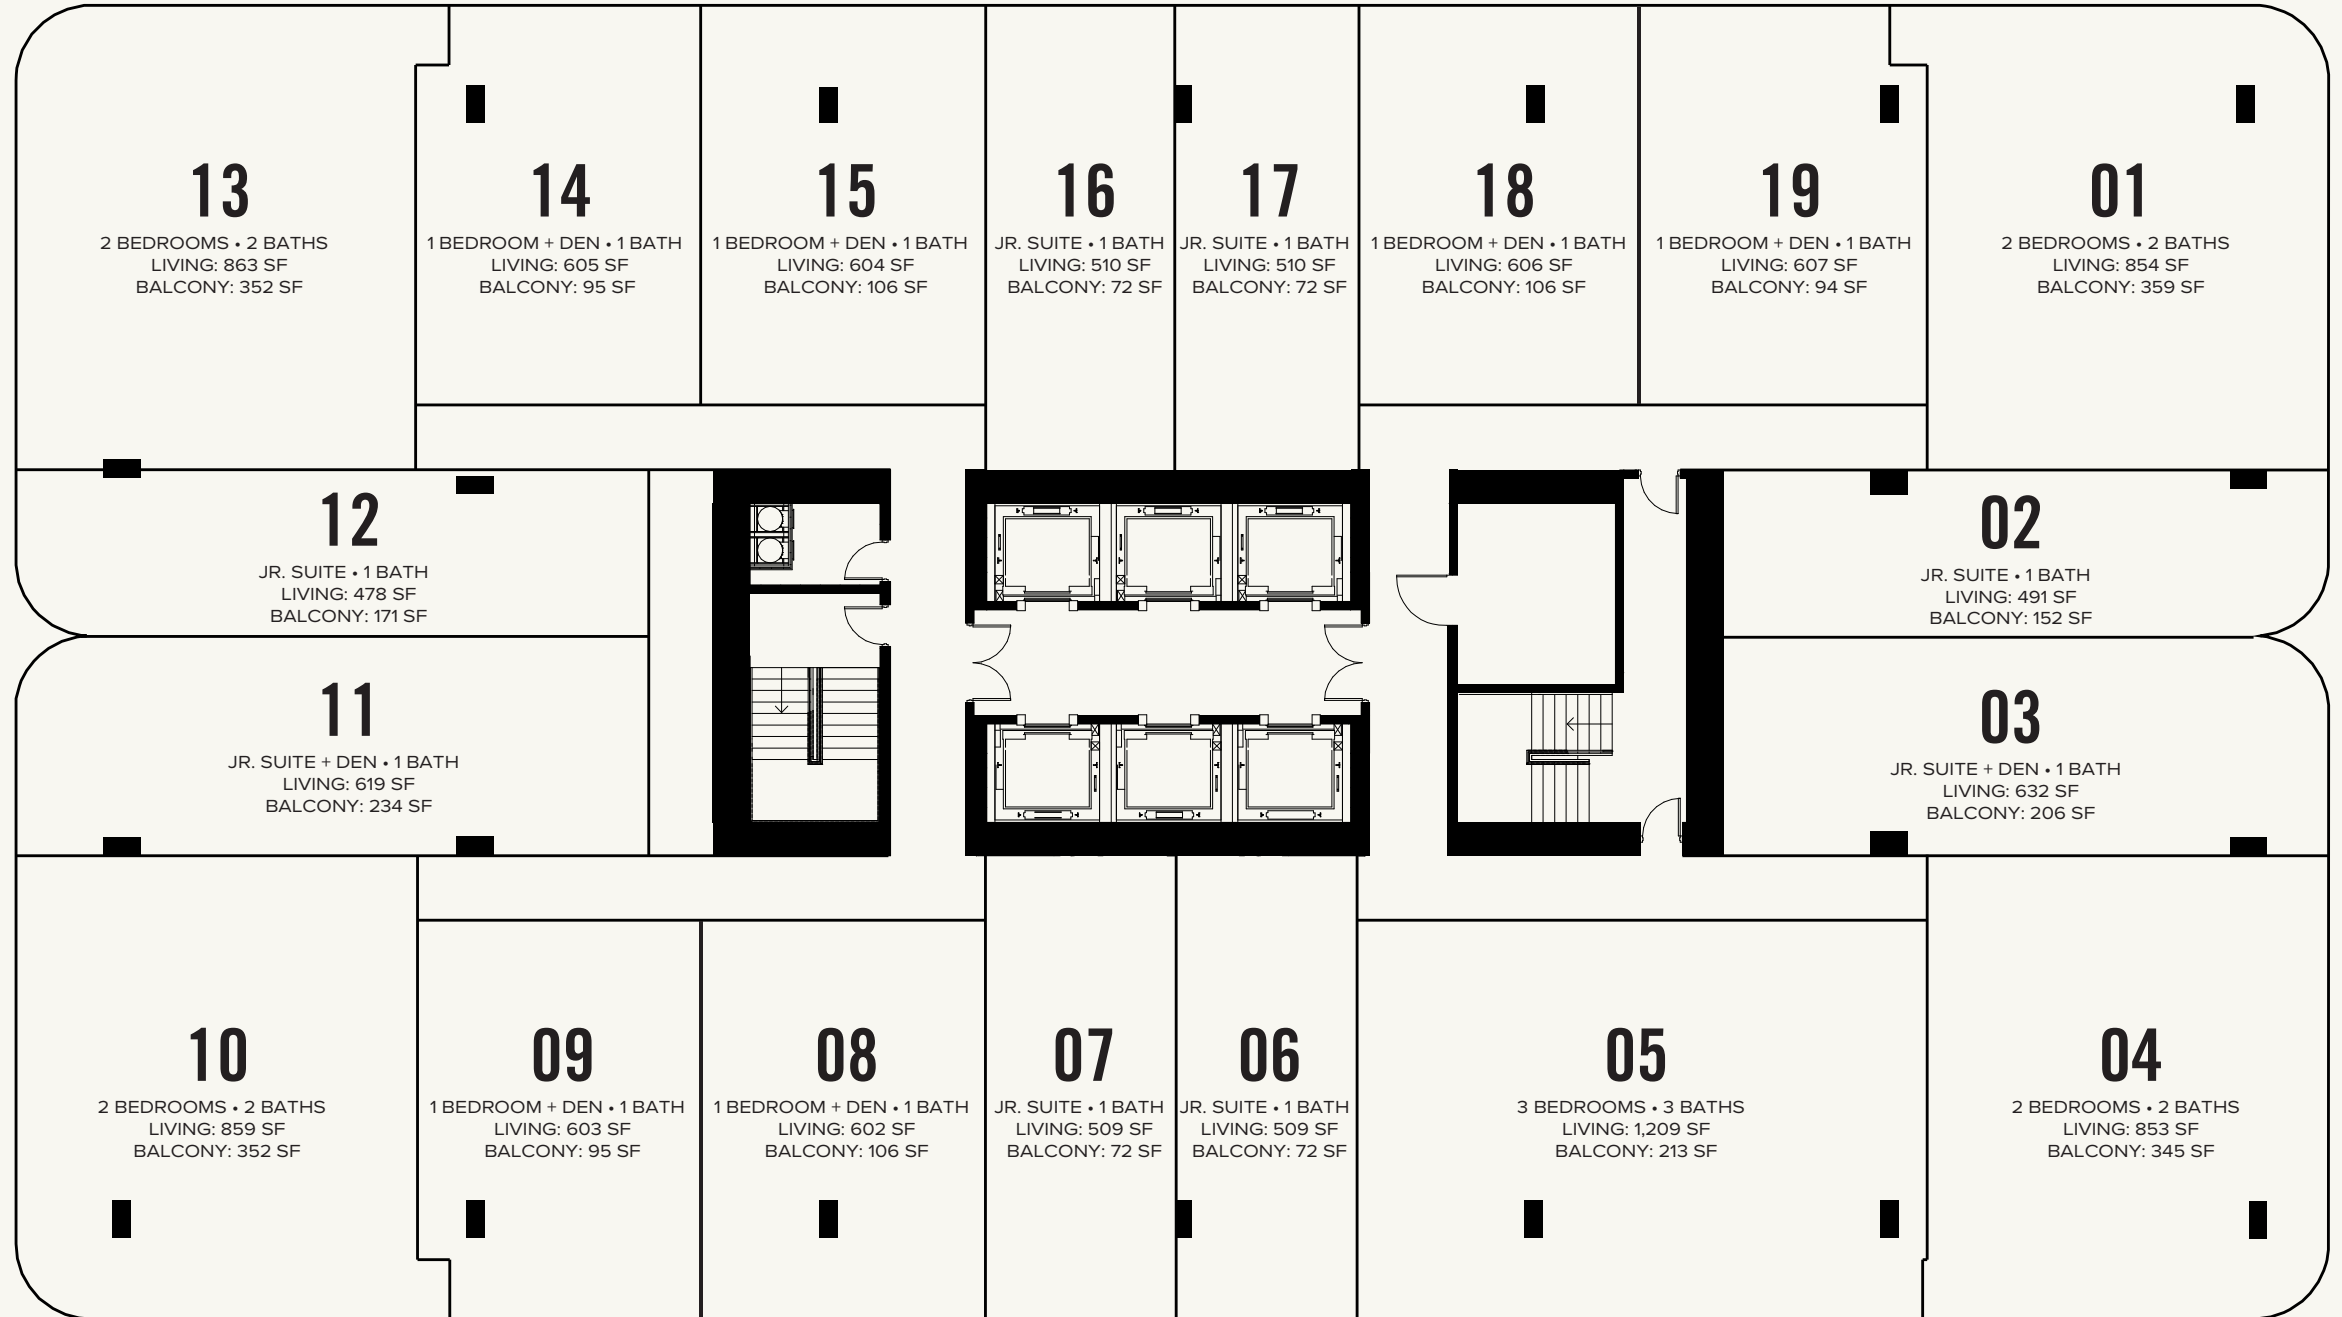 13
2 BEDROOMS • 2 BATHS
LIVING: 863 SF
BALCONY: 352 SF
14
1 BEDROOM + DEN • 1 BATH
LIVING: 605 SF
BALCONY: 95 SF
15
1 BEDROOM + DEN • 1 BATH
LIVING: 604 SF
BALCONY: 106 SF
16
JR. SUITE • 1 BATH
LIVING: 510 SF
BALCONY: 72 SF
17
JR. SUITE • 1 BATH
LIVING: 510 SF
BALCONY: 72 SF
18
1 BEDROOM + DEN • 1 BATH
LIVING: 606 SF
BALCONY: 106 SF
19
1 BEDROOM + DEN • 1 BATH
LIVING: 607 SF
BALCONY: 94 SF
01
2 BEDROOMS • 2 BATHS
LIVING: 854 SF
BALCONY: 359 SF
12
JR. SUITE • 1 BATH
LIVING: 478 SF
BALCONY: 171 SF
02
JR. SUITE • 1 BATH
LIVING: 491 SF
BALCONY: 152 SF
11
JR. SUITE + DEN • 1 BATH
LIVING: 619 SF
BALCONY: 234 SF
03
JR. SUITE + DEN • 1 BATH
LIVING: 632 SF
BALCONY: 206 SF
10
2 BEDROOMS • 2 BATHS
LIVING: 859 SF
BALCONY: 352 SF
09
1 BEDROOM + DEN • 1 BATH
LIVING: 603 SF
BALCONY: 95 SF
08
1 BEDROOM + DEN • 1 BATH
LIVING: 602 SF
BALCONY: 106 SF
07
JR. SUITE • 1 BATH
LIVING: 509 SF
BALCONY: 72 SF
06
JR. SUITE • 1 BATH
LIVING: 509 SF
BALCONY: 72 SF
05
3 BEDROOMS • 3 BATHS
LIVING: 1,209 SF
BALCONY: 213 SF
04
2 BEDROOMS • 2 BATHS
LIVING: 853 SF
BALCONY: 345 SF